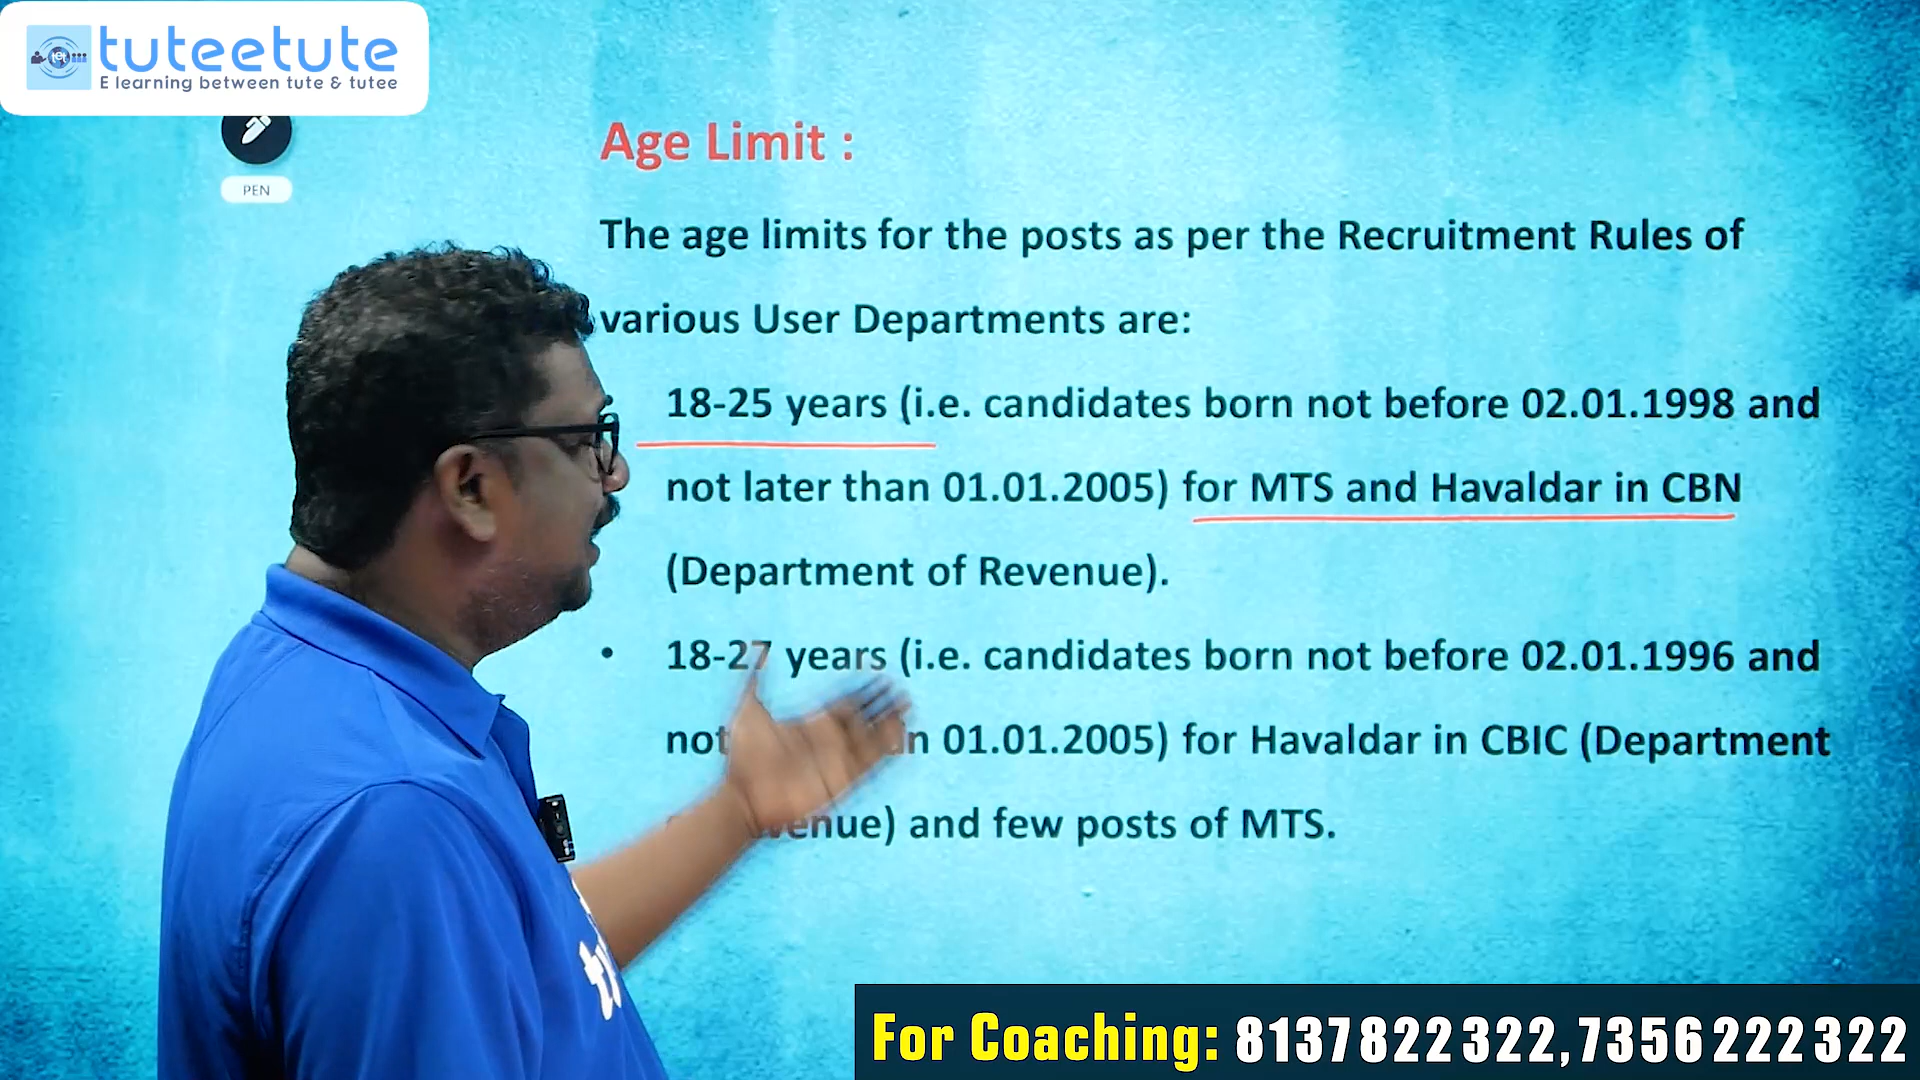 tuteetute
E learning between tute & tutee
PEN
Age Limit :
The age limits for the posts as per the Recruitment Rules of
various User Departments are:
18-25 years (i.e. candidates born not before 02.01.1998 and
not later than 01.01.2005) for MTS and Havaldar in CBN
(Department of Revenue).
• 18-27 years (i.e. candidates born not before 02.01.1996 and
not 01.01.2005) for Havaldar in CBIC (Department
and few posts of MTS.
For Coaching: 8137822322,7356222322